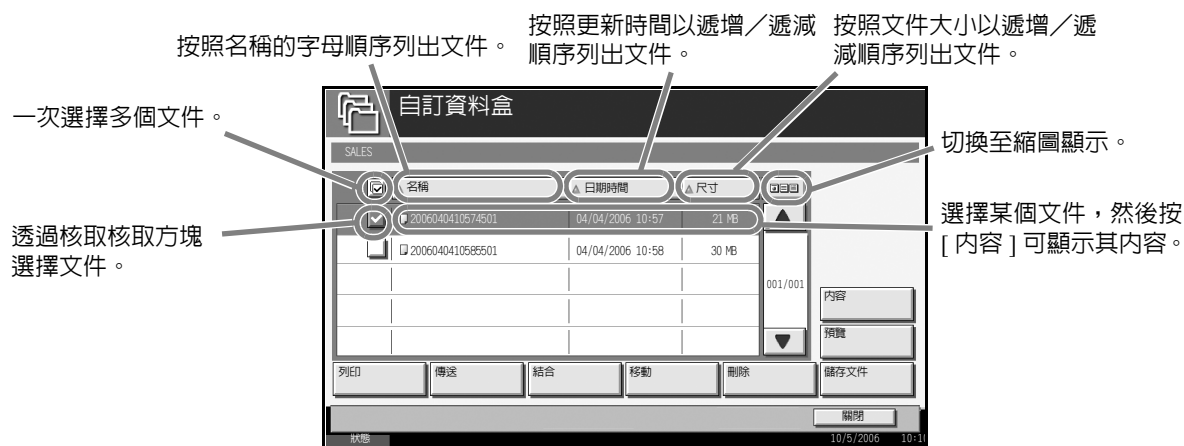 按照名稱的字母順序列出文件。
按照更新時間以遞增／遞減
順序列出文件。
按照文件大小以遞增／遞
減順序列出文件。
一次選擇多個文件。
切換至縮圖顯示。
透過核取核取方塊
選擇文件。
選擇某個文件，然後按
[ 內容 ] 可顯示其內容。
自訂資料盒
SALES
名稱
日期時間
尺寸
2006040410574501 04/04/2006 10:57 21 MB
2006040410585501 04/04/2006 10:58 30 MB
001/001
內容
預覽
列印 傳送 結合 移動 刪除 儲存文件
關閉
狀態 10/5/2006 10:10